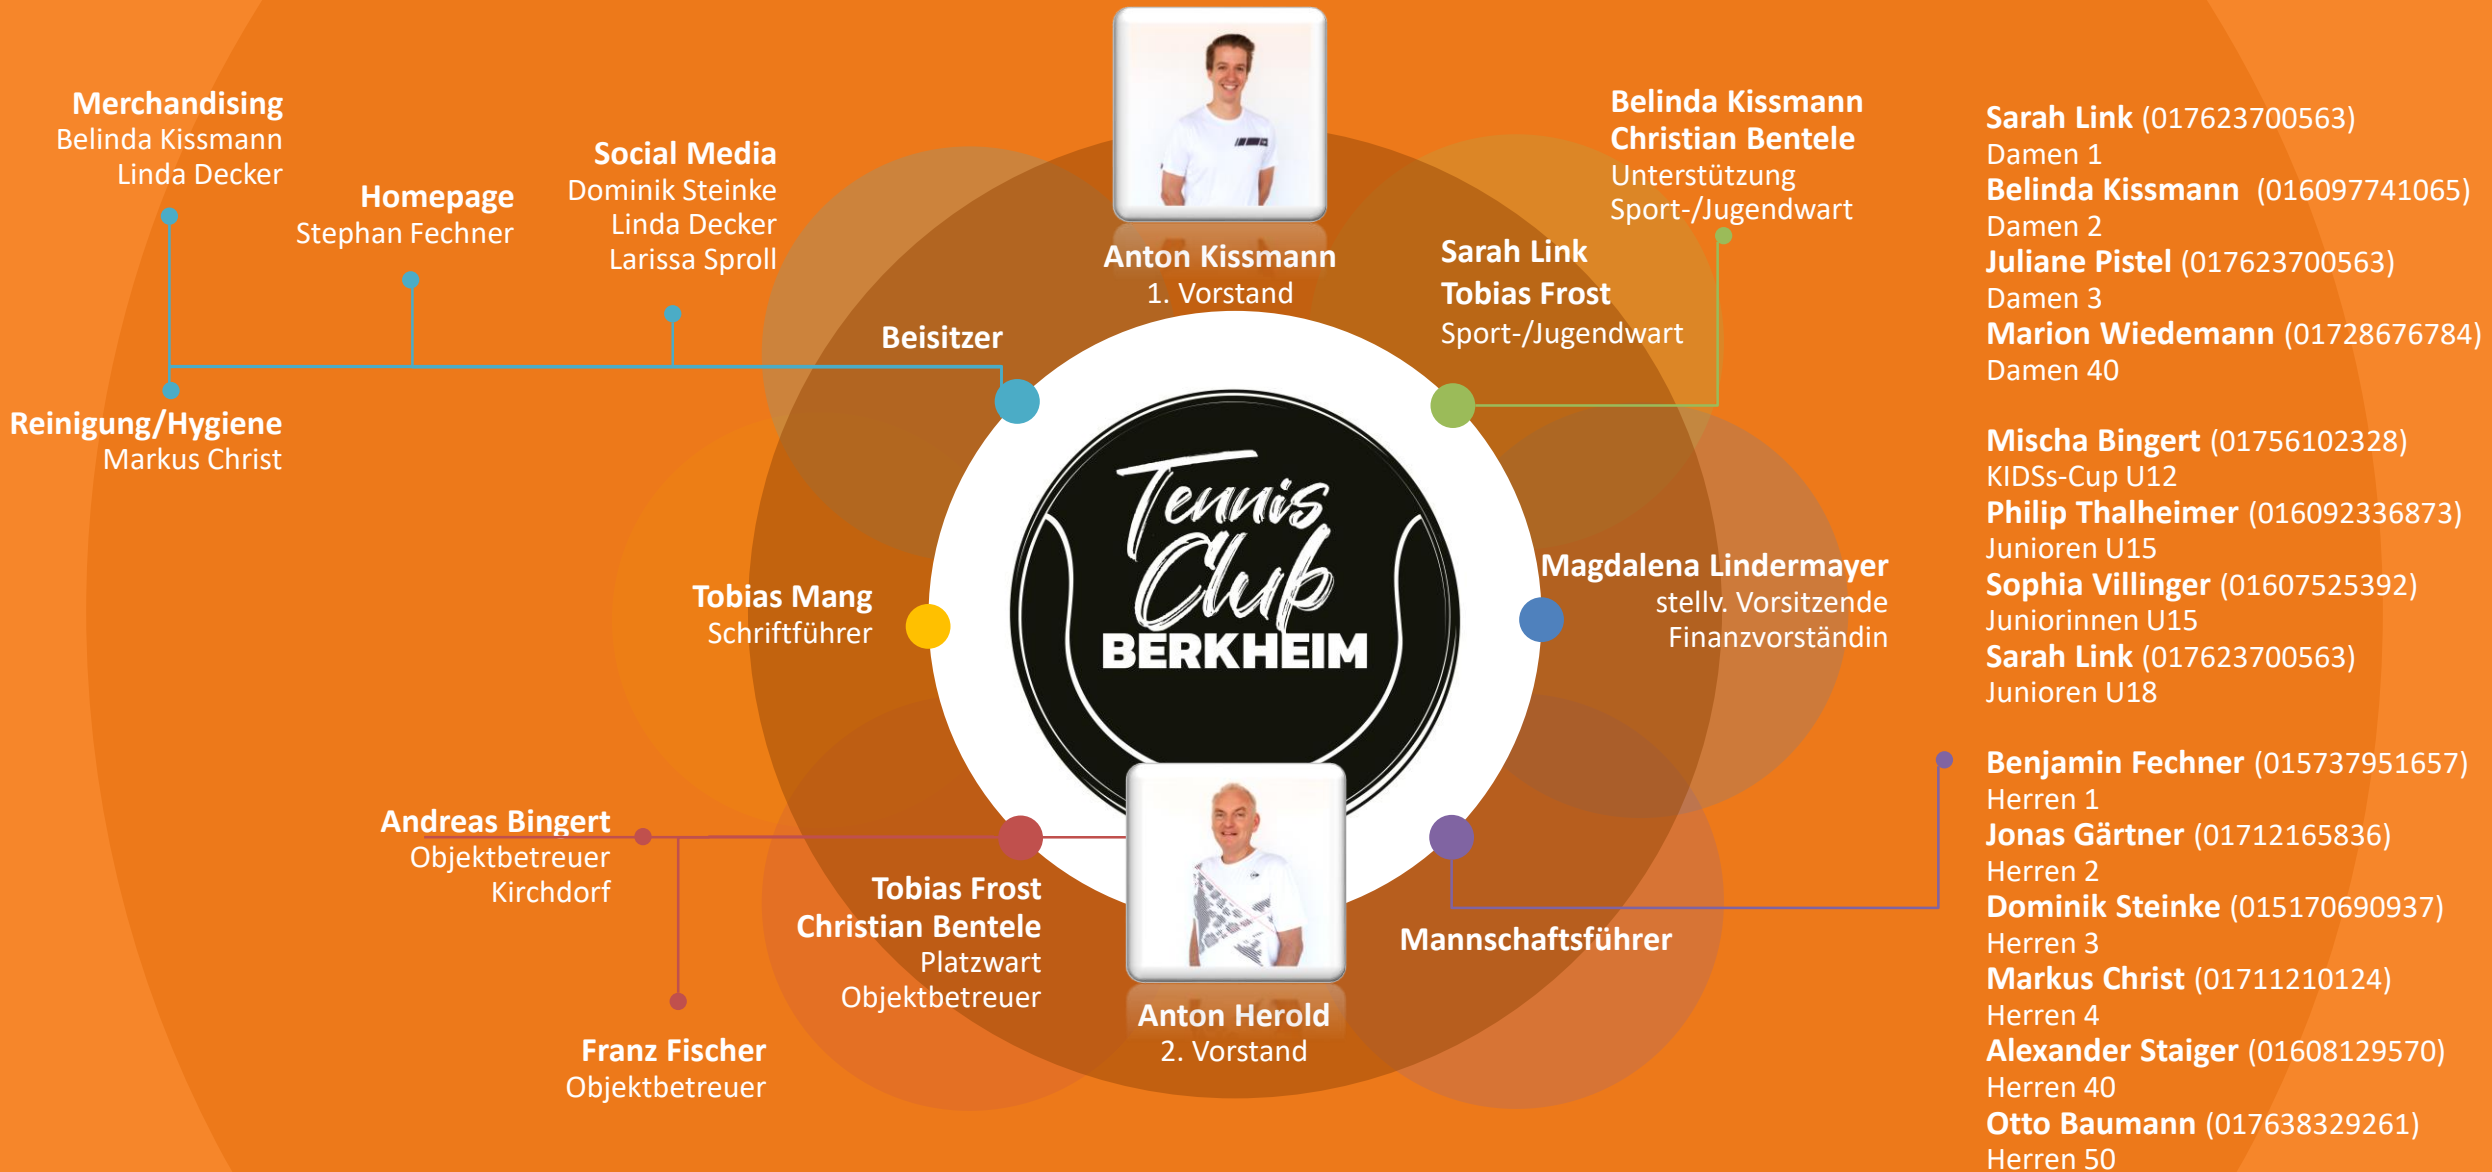 Merchandising
Belinda Kissmann
Linda Decker
Homepage
Stephan Fechner
Social Media
Dominik Steinke
Linda Decker
Larissa Sproll
Beisitzer
Reinigung/Hygiene
Markus Christ
Anton Kissmann
1. Vorstand
Belinda Kissmann
Christian Bentele
Unterstützung
Sport-/Jugendwart
Sarah Link
Tobias Frost
Sport-/Jugendwart
Tennis
Club
BERKHEIM
Tobias Mang
Schriftführer
Magdalena Lindermayer
stellv. Vorsitzende
Finanzvorständin
Andreas Bingert
Objektbetreuer
Kirchdorf
Tobias Frost
Christian Bentele
Platzwart
Objektbetreuer
Franz Fischer
Objektbetreuer
Anton Herold
2. Vorstand
Mannschaftsführer
Sarah Link (017623700563)
Damen 1
Belinda Kissmann (016097741065)
Damen 2
Juliane Pistel (017623700563)
Damen 3
Marion Wiedemann (01728676784)
Damen 40
Mischa Bingert (01756102328)
KIDSs-Cup U12
Philip Thalheimer (016092336873)
Junioren U15
Sophia Villinger (01607525392)
Juniorinnen U15
Sarah Link (017623700563)
Junioren U18
Benjamin Fechner (015737951657)
Herren 1
Jonas Gärtner (01712165836)
Herren 2
Dominik Steinke (015170690937)
Herren 3
Markus Christ (01711210124)
Herren 4
Alexander Staiger (01608129570)
Herren 40
Otto Baumann (017638329261)
Herren 50